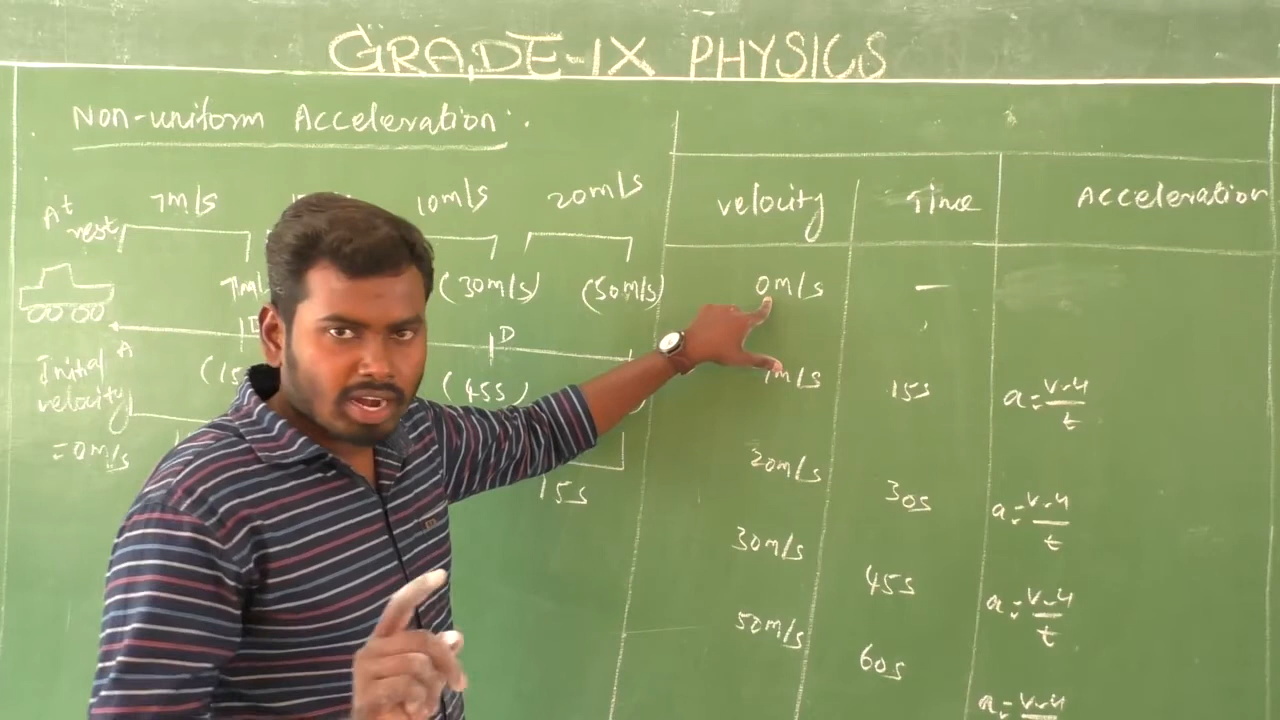 GRADE-IX PHYSICS
Non-uniform Acceleration:
At rest 7m/s 10m/s 20m/s
(30m/s) (50m/s)
A D
Initial velocity =0m/s
(45s)
15s
Velocity Time Acceleration
0m/s —
7m/s 15s a=v-u/t
20m/s 30s a=v-u/t
30m/s 45s a=v-u/t
50m/s 60s a=v-u